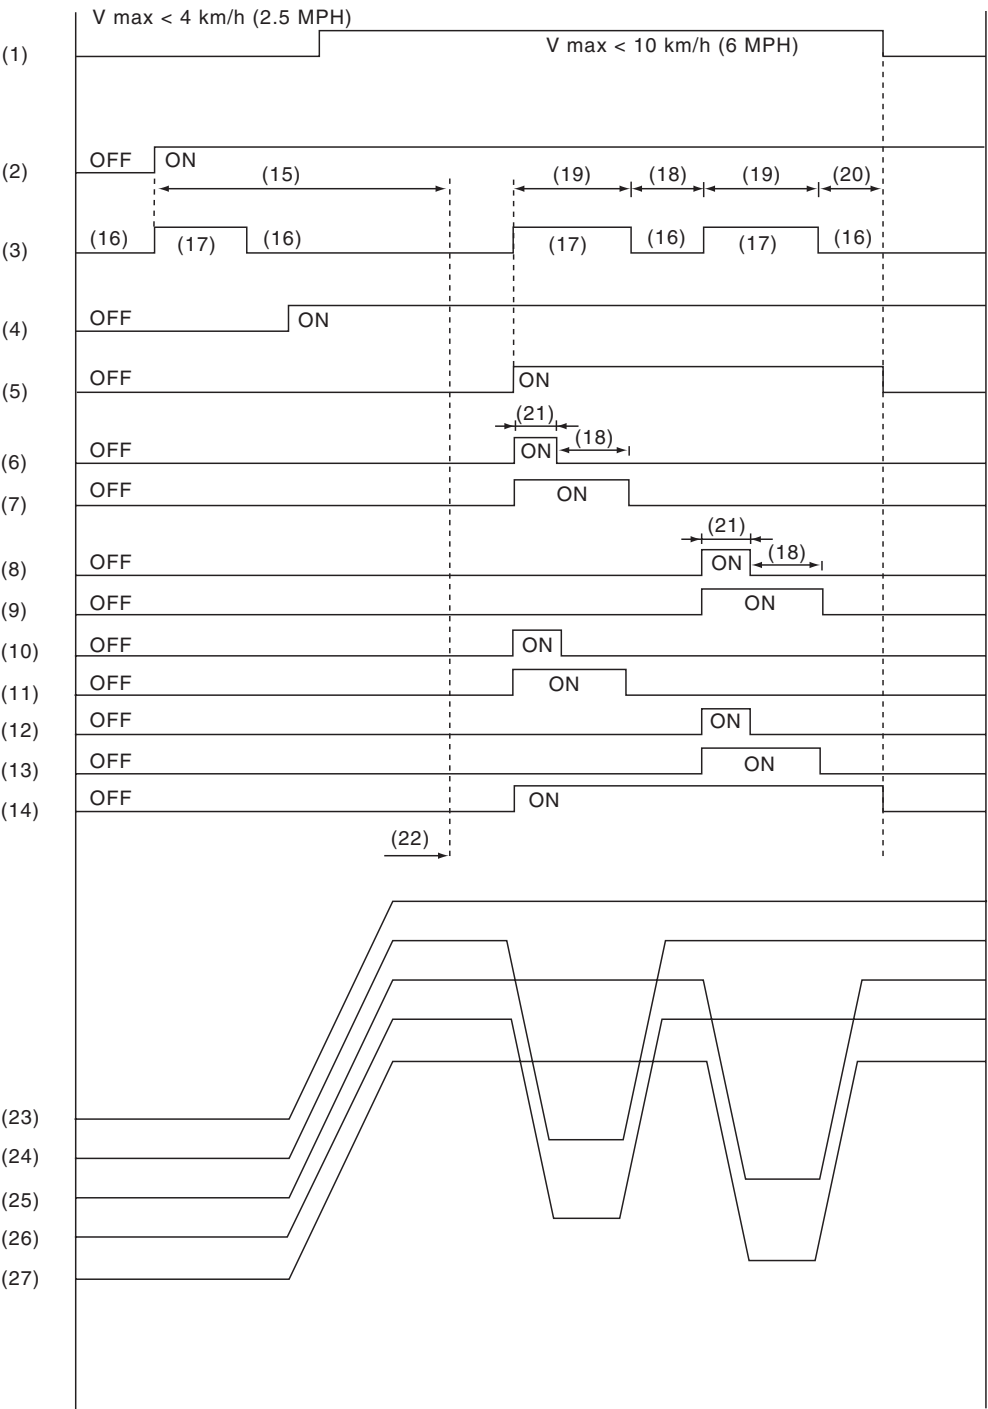 V max < 4 km/h (2.5 MPH)
(1)
V max < 10 km/h (6 MPH)
(2) OFF ON
(15) (19) (18) (19) (20)
(3) (16) (17) (16) (17) (16) (17) (16)
(4) OFF ON
(5) OFF ON
(21)
(6) OFF ON (18)
(7) OFF ON
(21)
(8) OFF ON (18)
(9) OFF ON
(10) OFF ON
(11) OFF ON
(12) OFF ON
(13) OFF ON
(14) OFF ON
(22)
(23)
(24)
(25)
(26)
(27)